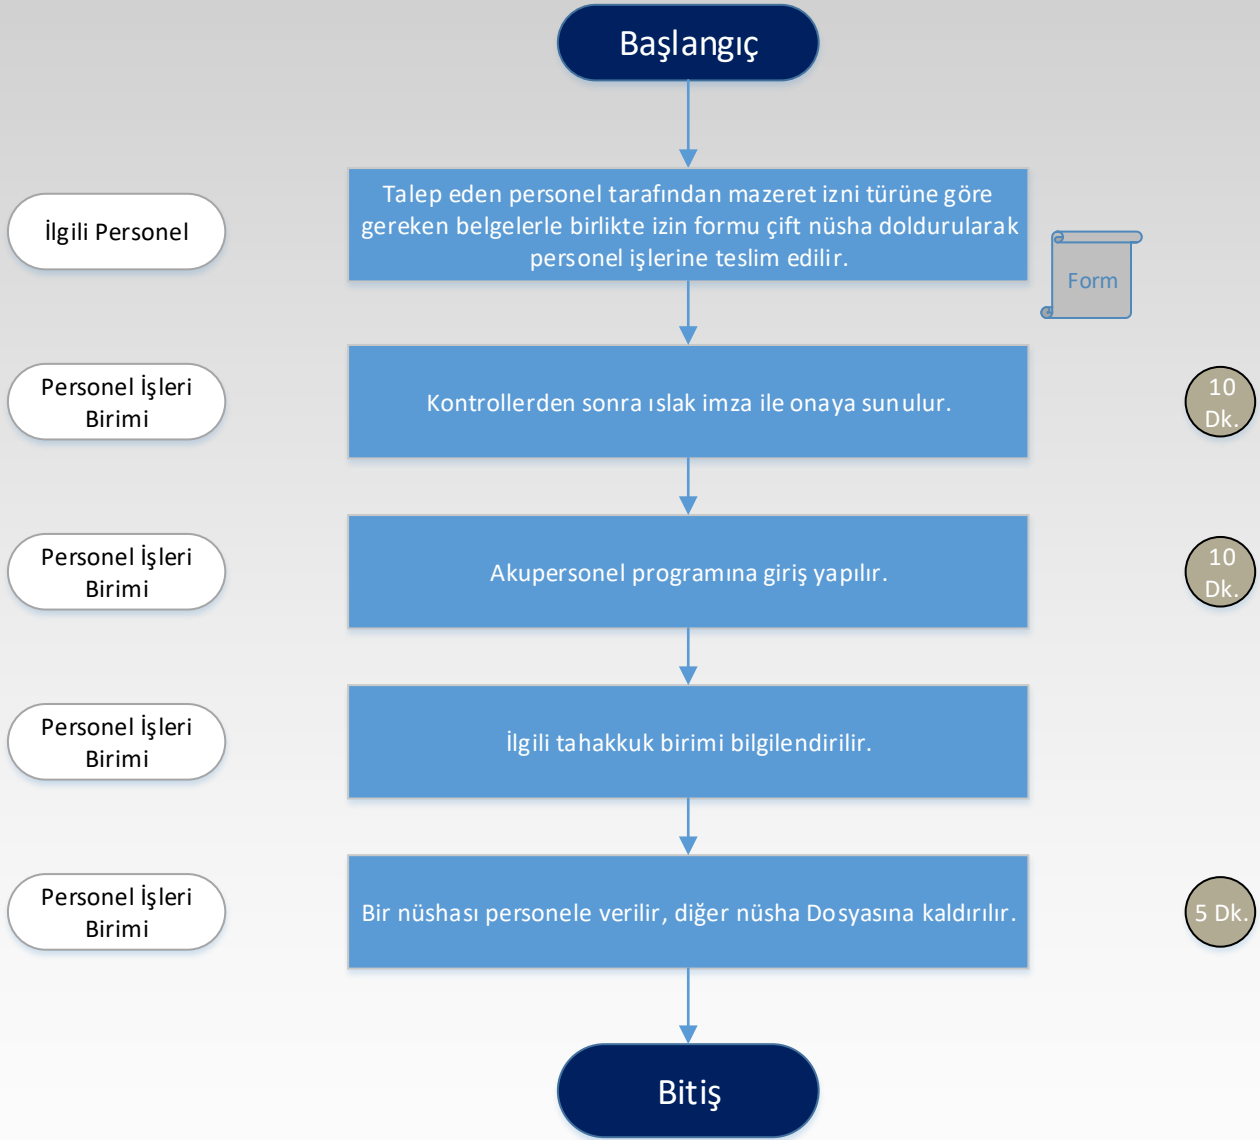 Başlangıç
İlgili Personel
Talep eden personel tarafından mazeret izni türüne göre
gereken belgelerle birlikte izin formu çift nüsha doldurularak
personel işlerine teslim edilir.
Form
Personel İşleri
Birimi
Kontrollerden sonra ıslak imza ile onaya sunulur.
10
Dk.
Personel İşleri
Birimi
Akupersonel programına giriş yapılır.
10
Dk.
Personel İşleri
Birimi
İlgili tahakkuk birimi bilgilendirilir.
Personel İşleri
Birimi
Bir nüshası personele verilir, diğer nüsha Dosyasına kaldırılır.
5 Dk.
Bitiş